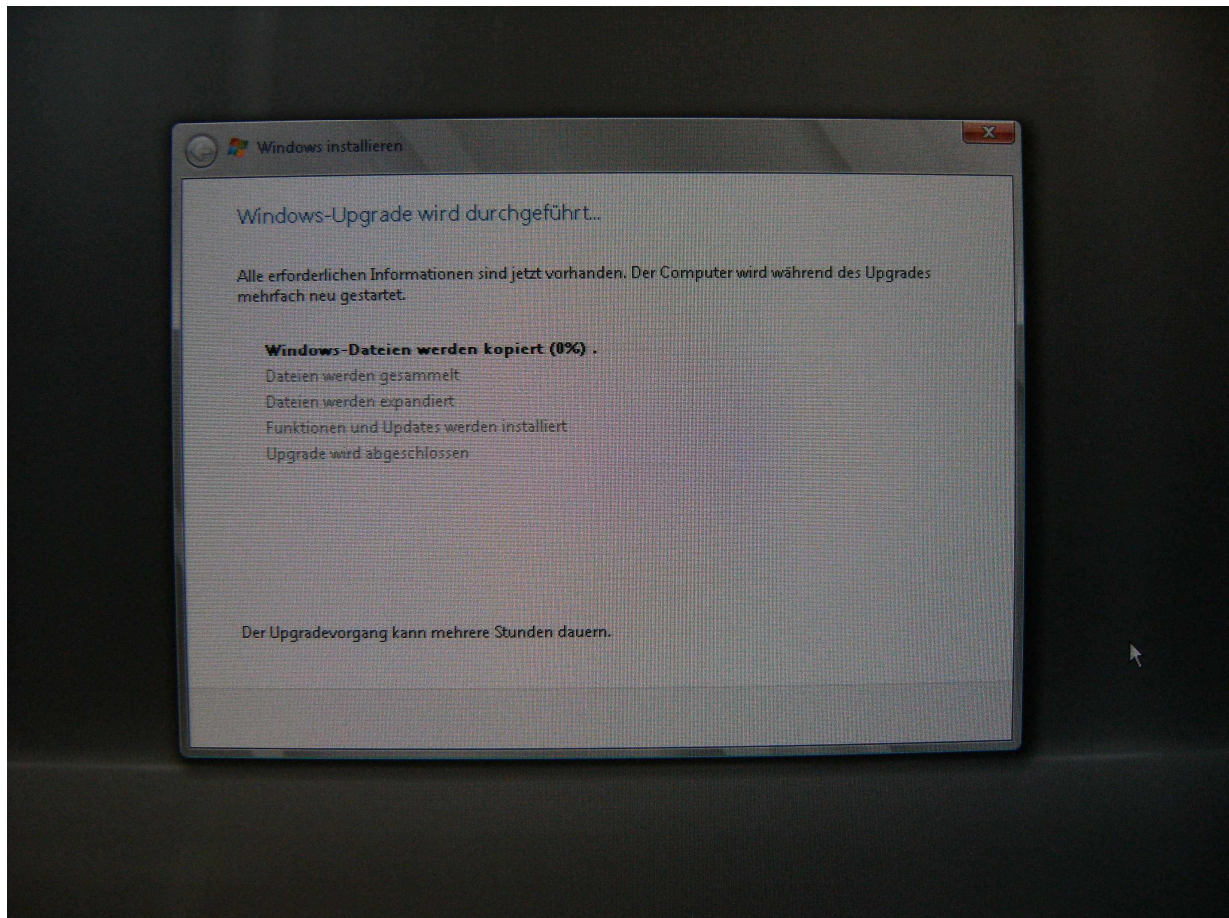 Windows installieren
Windows-Upgrade wird durchgeführt...
Alle erforderlichen Informationen sind jetzt vorhanden. Der Computer wird während des Upgrades
mehrfach neu gestartet.
Windows-Dateien werden kopiert (0%) .
Dateien werden gesammelt
Dateien werden expandiert
Funktionen und Updates werden installiert
Upgrade wird abgeschlossen
Der Upgradevorgang kann mehrere Stunden dauern.